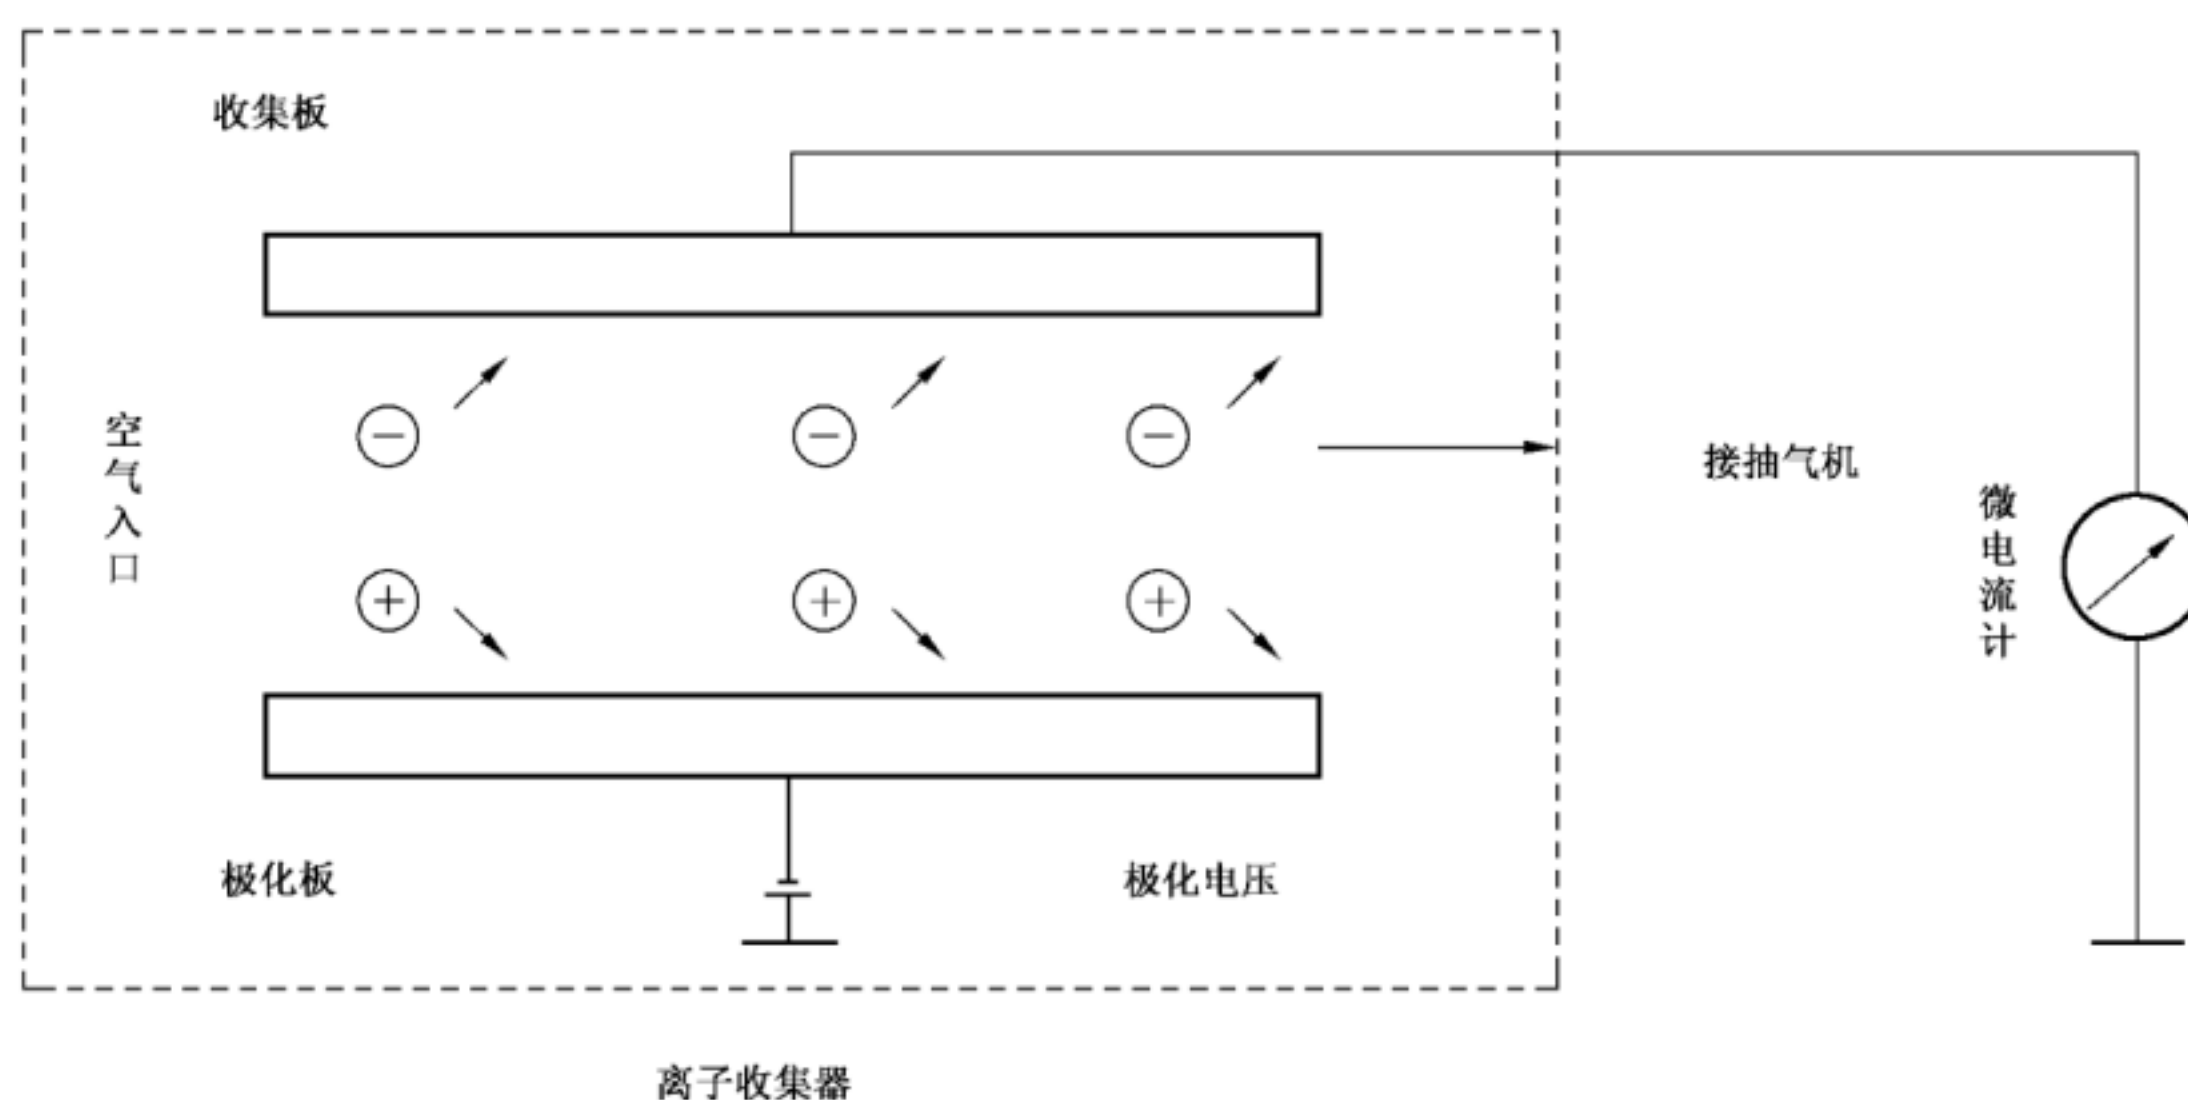 收集板
空气入口
接抽气机
微电流计
极化板
极化电压
离子收集器